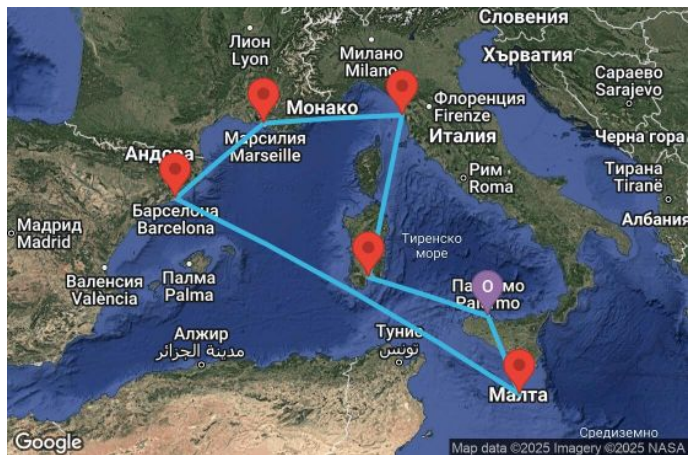 Словения
Лион
Lyon
Милано
Milano
Хърватия
Сараево
Sarajevo
Монако
Флоренция
Firenze
Марсилия
Marseille
Италия
Черна гора
Андора
Рим
Roma
Тирана
Tiranë
Барселона
Barcelona
Албания
Мадрид
Madrid
Тиренско
море
Валенсия
València
Палма
Palma
O
Палермо
Palermo
Алжир
مدينة الجزائر
Тунис
تونس
Малта
Средиземно
Google
Map data ©2025 Imagery ©2025 NASA